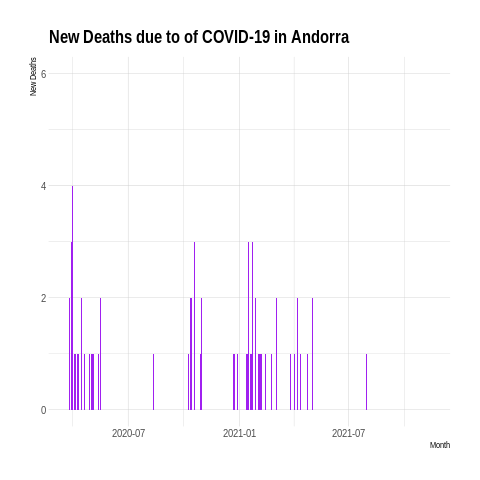 New Deaths due to of COVID-19 in Andorra
New Deaths
6
4
2
0
2020-07
2021-01
2021-07
Month